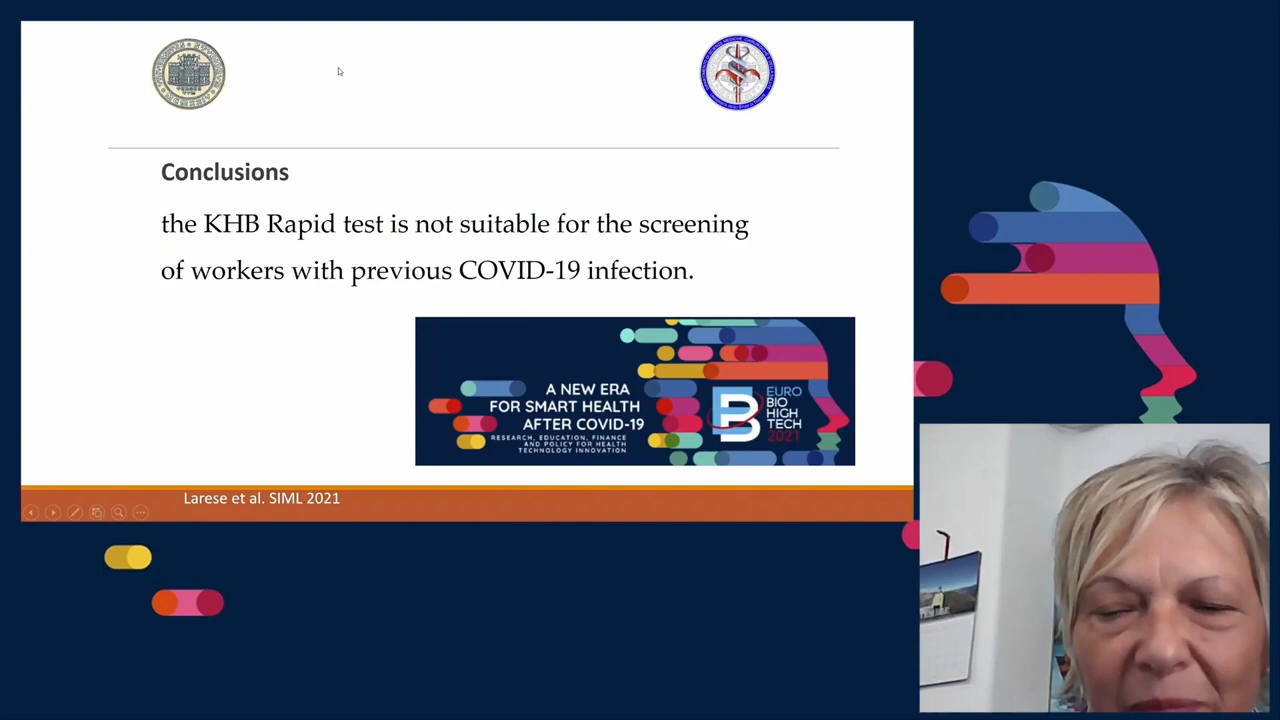 Conclusions
the KHB Rapid test is not suitable for the screening
of workers with previous COVID-19 infection.
A NEW ERA
FOR SMART HEALTH
AFTER COVID-19
RESEARCH, EDUCATION, FINANCE
AND POLICY FOR HEALTH
TECHNOLOGY INNOVATION
EURO
BIO
HIGH
TECH
2021
Larese et al. SIML 2021